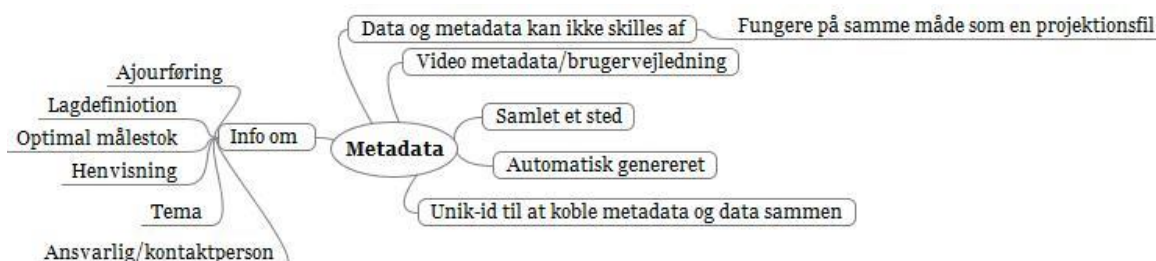 Data og metadata kan ikke skilles af
Fungere på samme måde som en projektionsfil
Video metadata/brugervejledning
Ajourføring
Lagdefiniotion
Samlet et sted
Optimal målestok
Info om
Metadata
Henvisning
Automatisk genereret
Tema
Unik-id til at koble metadata og data sammen
Ansvarlig/kontaktperson